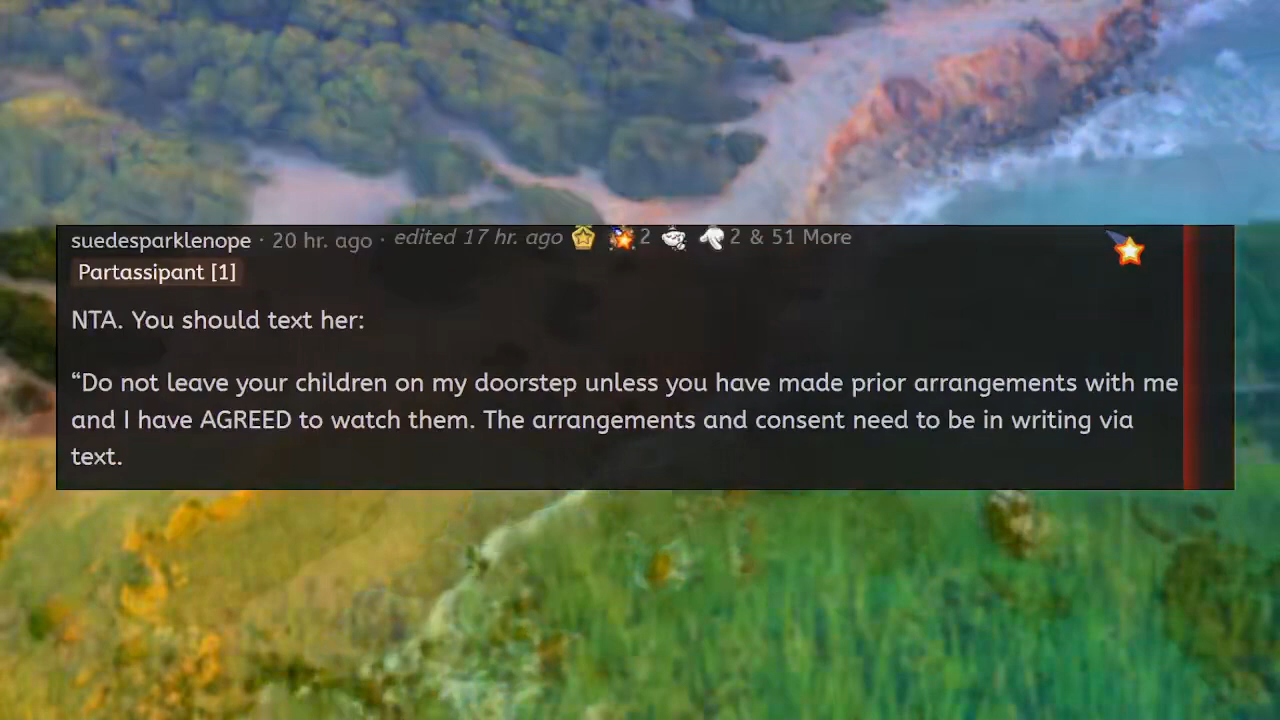 suedesparklenope · 20 hr. ago · edited 17 hr. ago 2 2 & 51 More
Partassipant [1]
NTA. You should text her:
“Do not leave your children on my doorstep unless you have made prior arrangements with me
and I have AGREED to watch them. The arrangements and consent need to be in writing via
text.